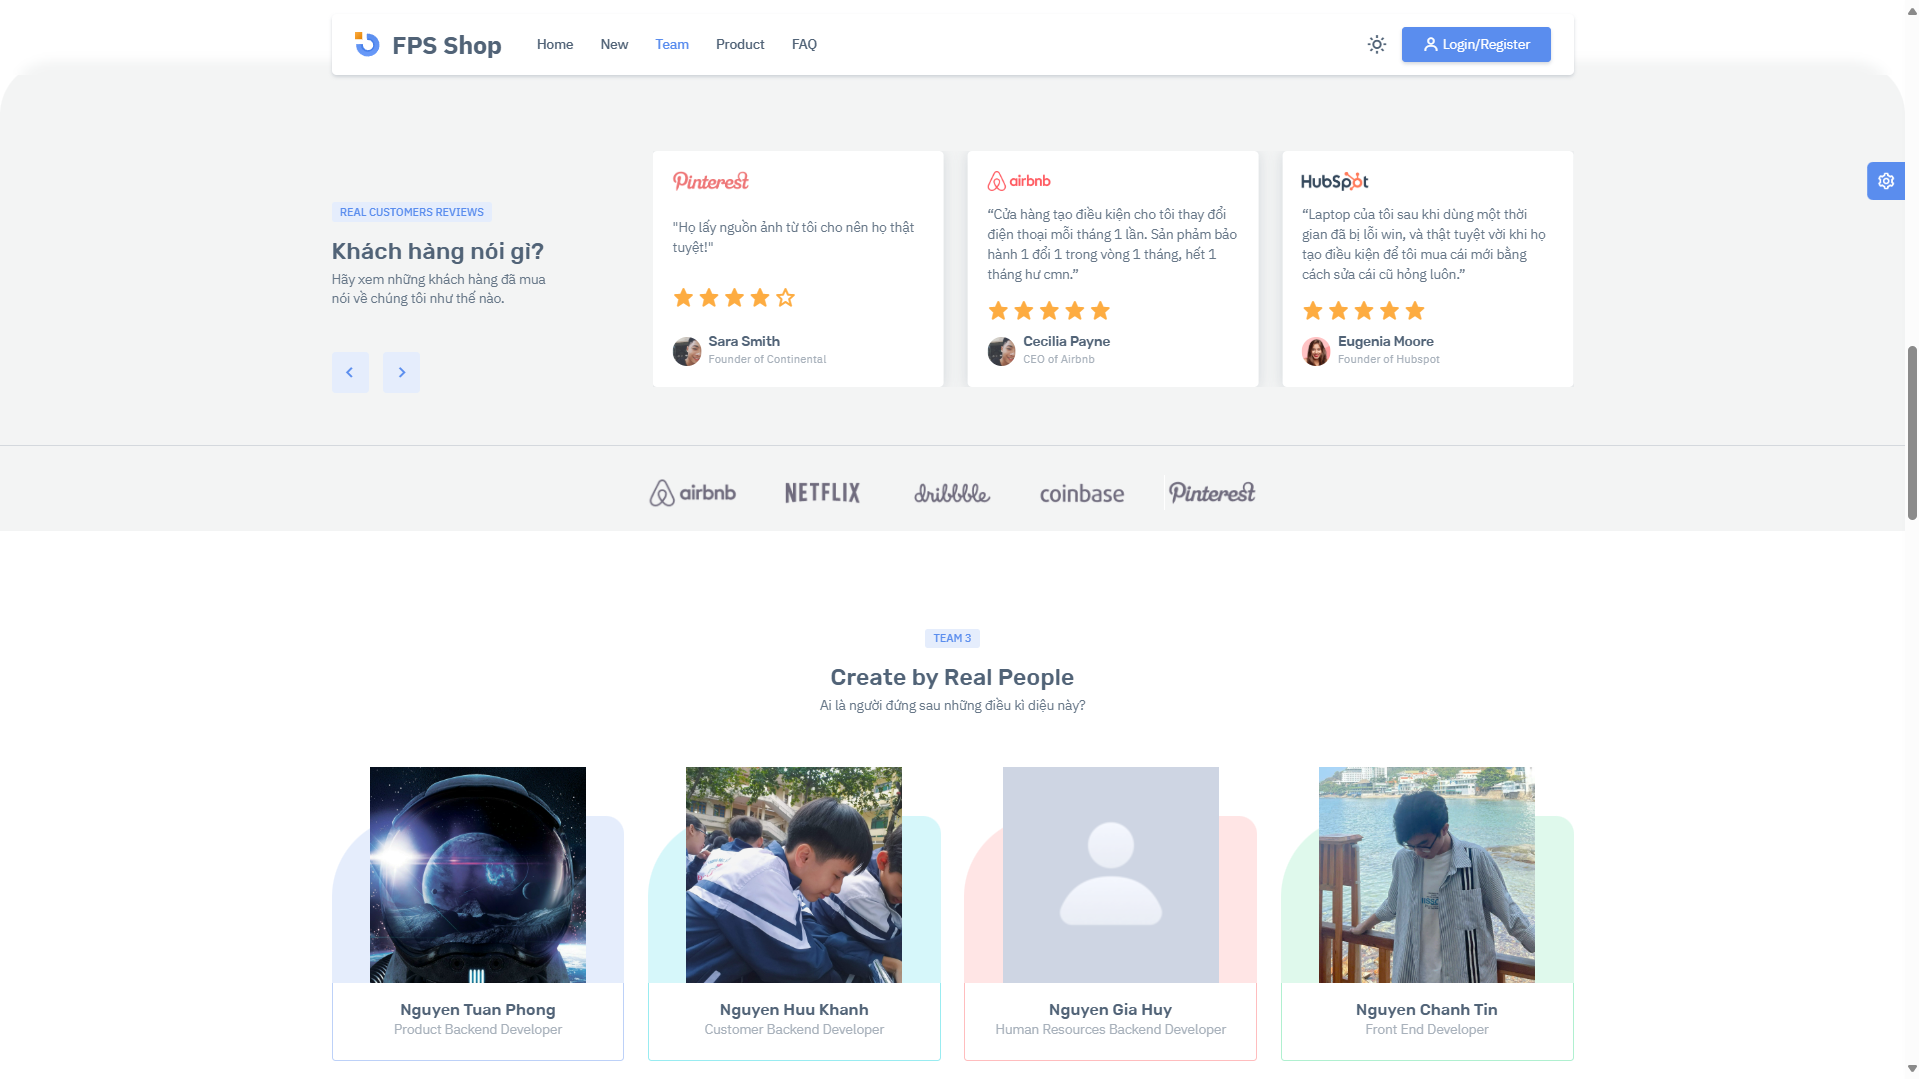 FPS Shop
Home
New
Team
Product
FAQ
Login/Register
REAL CUSTOMERS REVIEWS
Khách hàng nói gì?
Hãy xem những khách hàng đã mua
nói về chúng tôi như thế nào.
Pinterest
"Họ lấy nguồn ảnh từ tôi cho nên họ thật
tuyệt!"
Sara Smith
Founder of Continental
airbnb
“Cửa hàng tạo điều kiện cho tôi thay đổi
điện thoại mỗi tháng 1 lần. Sản phảm bảo
hành 1 đổi 1 trong vòng 1 tháng, hết 1
tháng hư cmn.”
Cecilia Payne
CEO of Airbnb
HubSpot
“Laptop của tôi sau khi dùng một thời
gian đã bị lỗi win, và thật tuyệt vời khi họ
tạo điều kiện để tôi mua cái mới bằng
cách sửa cái cũ hỏng luôn.”
Eugenia Moore
Founder of Hubspot
airbnb
NETFLIX
dribbble
coinbase
Pinterest
TEAM 3
Create by Real People
Ai là người đứng sau những điều kì diệu này?
Nguyen Tuan Phong
Product Backend Developer
Nguyen Huu Khanh
Customer Backend Developer
Nguyen Gia Huy
Human Resources Backend Developer
Nguyen Chanh Tin
Front End Developer